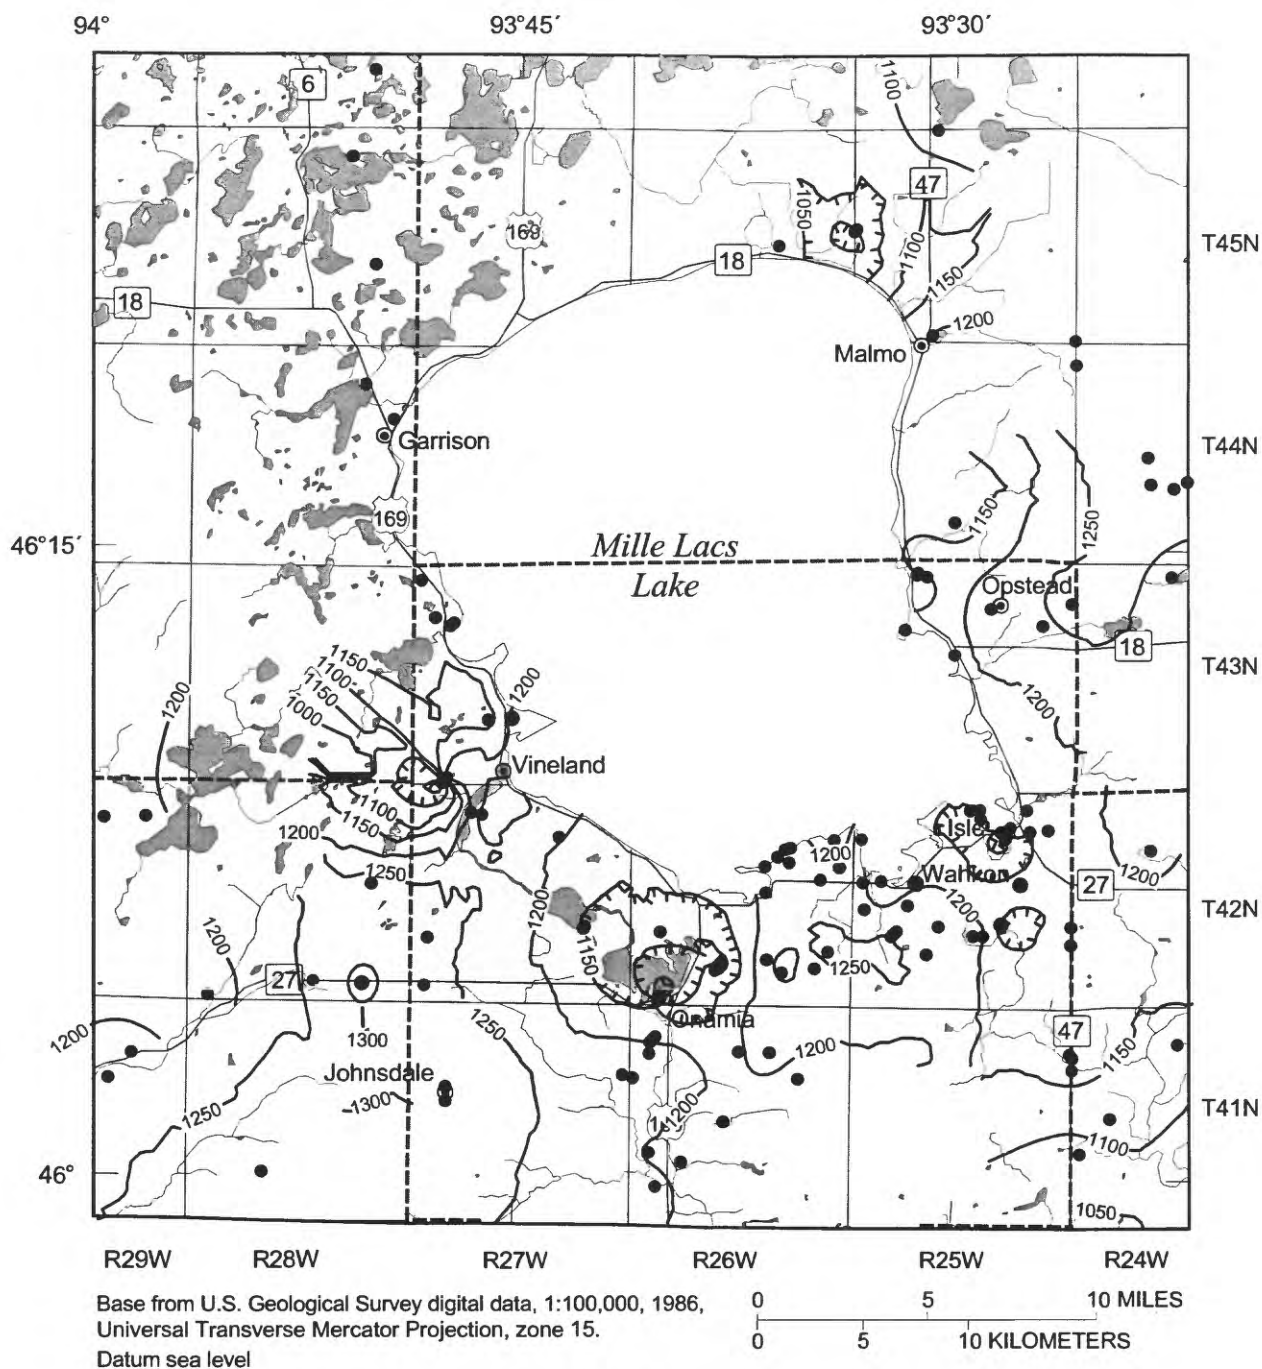 94°
93°45′
93°30′
6
1100
47
169
1050
T45N
18
1100
1150
18
1200
Malmo
Garrison
T44N
169
1150
1250
46°15′
Mille Lacs
Lake
Opstead
18
1150
1100
1200
T43N
1150
1200
1000
1200
Vineland
1100
1150
Isle
1200
1200
1200
1250
Wahkon
27
1200
1200
1200
T42N
1200
1150
1250
27
Onamia
1200
1300
1250
1200
47
1150
Johnsdale
1300
1250
1200
T41N
1100
46°
1050
R29W
R28W
R27W
R26W
R25W
R24W
Base from U.S. Geological Survey digital data, 1:100,000, 1986,
Universal Transverse Mercator Projection, zone 15.
Datum sea level
0 5 10 MILES
0 5 10 KILOMETERS